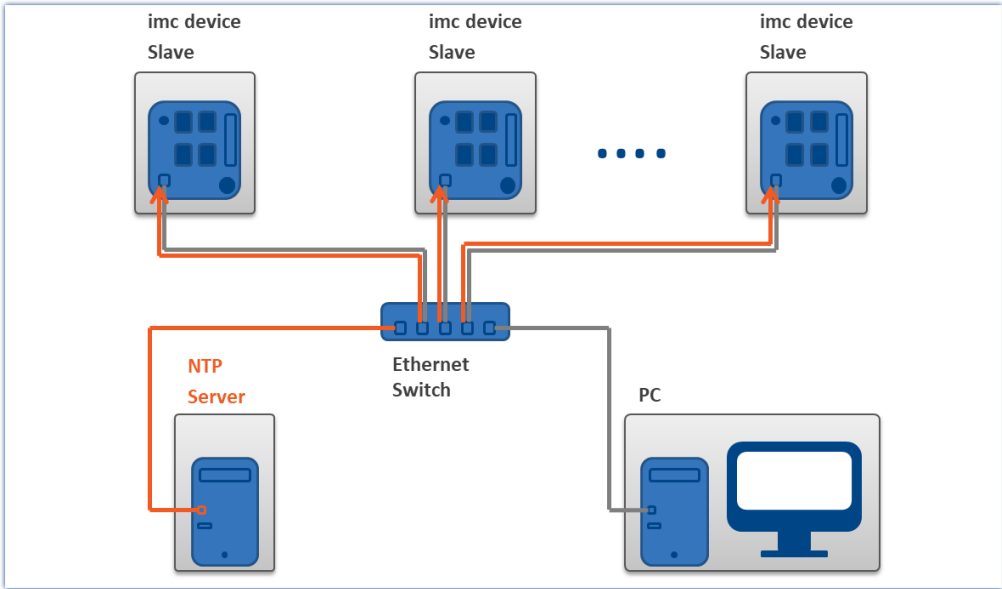 imc device
Slave
imc device
Slave
imc device
Slave
Ethernet
Switch
NTP
Server
PC